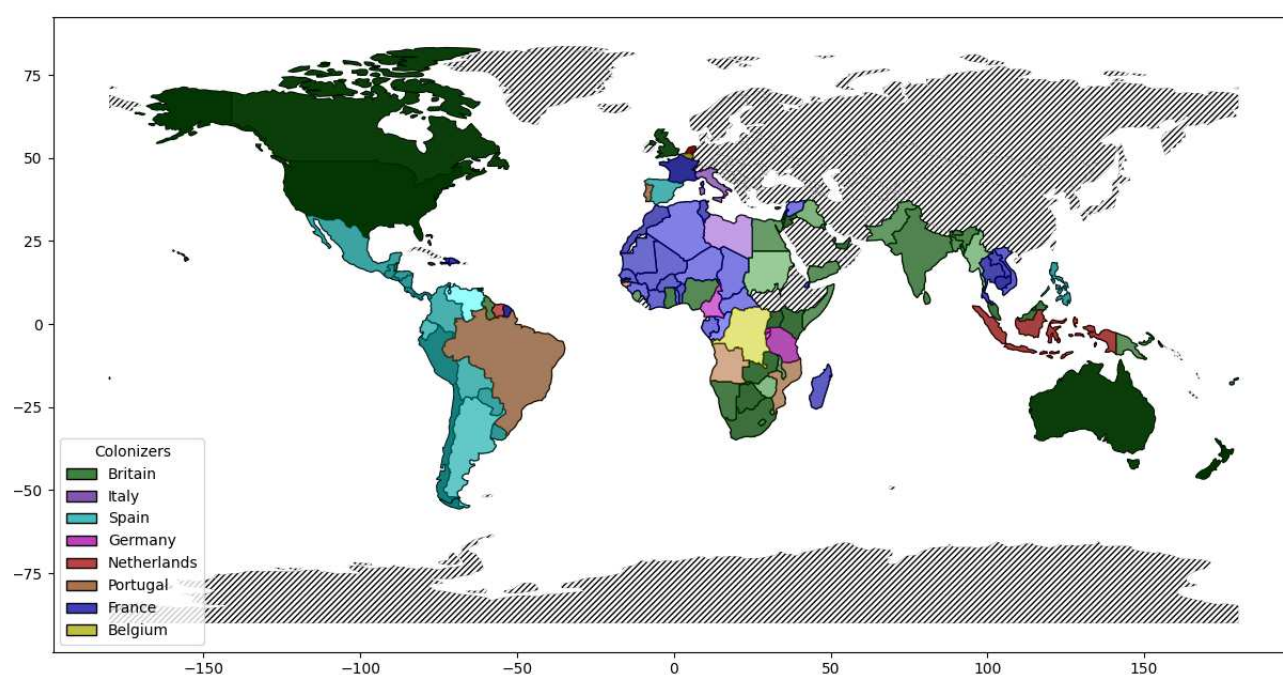 75
50
25
0
−25
−50
−75
Colonizers
Britain
Italy
Spain
Germany
Netherlands
Portugal
France
Belgium
−150 −100 −50 0 50 100 150